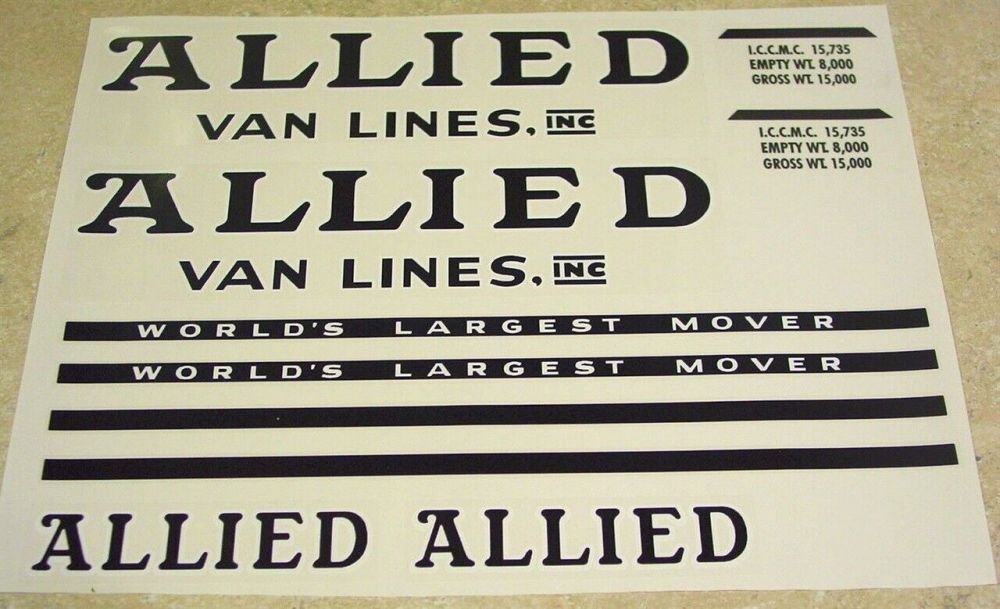 ALLIED
VAN LINES, INC
I.C.C.M.C. 15,735
EMPTY WT. 8,000
GROSS WT. 15,000
I.C.C.M.C. 15,735
EMPTY WT. 8,000
GROSS WT. 15,000
ALLIED
VAN LINES, INC
WORLD'S LARGEST MOVER
WORLD'S LARGEST MOVER
ALLIED ALLIED